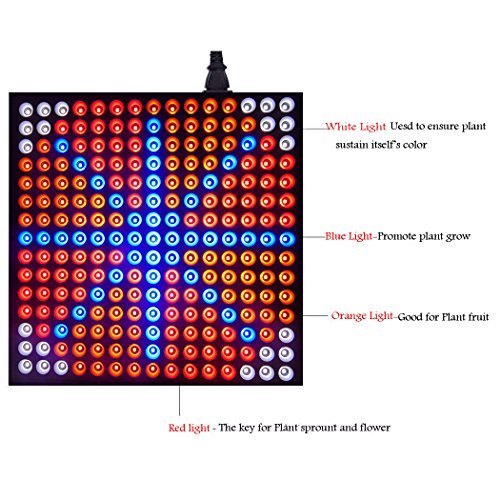 White Light Uesd to ensure plant
sustain itself's color
Blue Light-Promote plant grow
Orange Light-Good for Plant fruit
Red light - The key for Plant sprount and flower